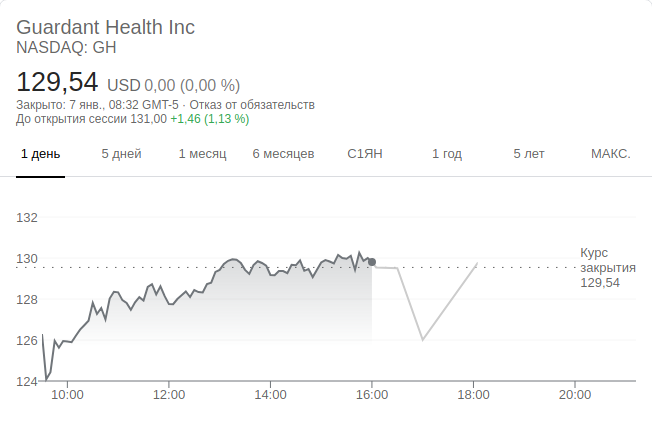 Guardant Health Inc
NASDAQ: GH
129,54 USD 0,00 (0,00 %)
Закрыто: 7 янв., 08:32 GMT-5 · Отказ от обязательств
До открытия сессии 131,00 +1,46 (1,13 %)
1 день 5 дней 1 месяц 6 месяцев С1ЯН 1 год 5 лет МАКС.
132
130
128
126
124
Курс
закрытия
129,54
10:00 12:00 14:00 16:00 18:00 20:00